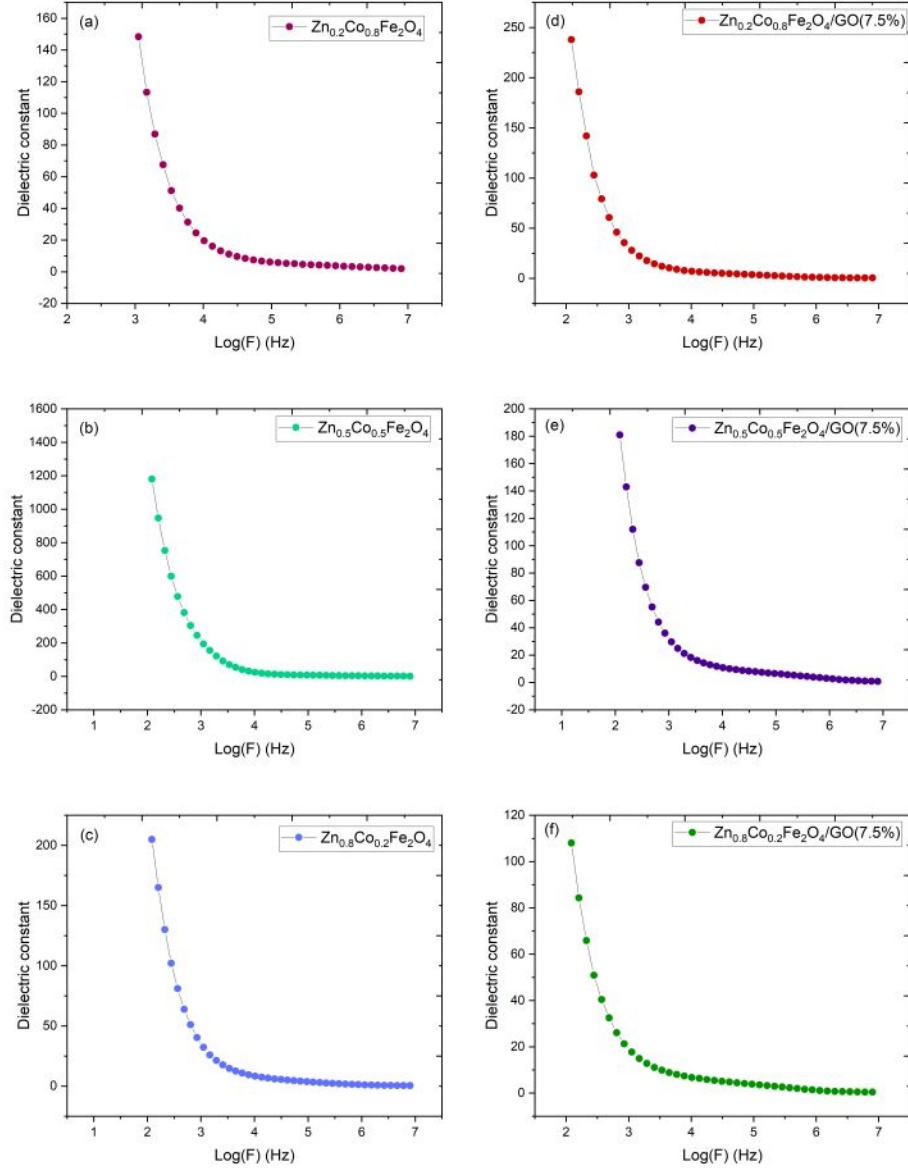 (a)
Zn0.2Co0.8Fe2O4
Dielectric constant
160
140
120
100
80
60
40
20
0
-20
2 3 4 5 6 7
Log(F) (Hz)
(d)
Zn0.2Co0.8Fe2O4/GO(7.5%)
Dielectric constant
250
200
150
100
50
0
2 3 4 5 6 7
Log(F) (Hz)
(b)
Zn0.5Co0.5Fe2O4
Dielectric constant
1600
1400
1200
1000
800
600
400
200
0
-200
1 2 3 4 5 6 7
Log(F) (Hz)
(e)
Zn0.5Co0.5Fe2O4/GO(7.5%)
Dielectric constant
200
180
160
140
120
100
80
60
40
20
0
-20
1 2 3 4 5 6 7
Log(F) (Hz)
(c)
Zn0.8Co0.2Fe2O4
Dielectric constant
200
150
100
50
0
1 2 3 4 5 6 7
Log(F) (Hz)
(f)
Zn0.8Co0.2Fe2O4/GO(7.5%)
Dielectric constant
120
100
80
60
40
20
0
2 3 4 5 6 7
Log(F) (Hz)